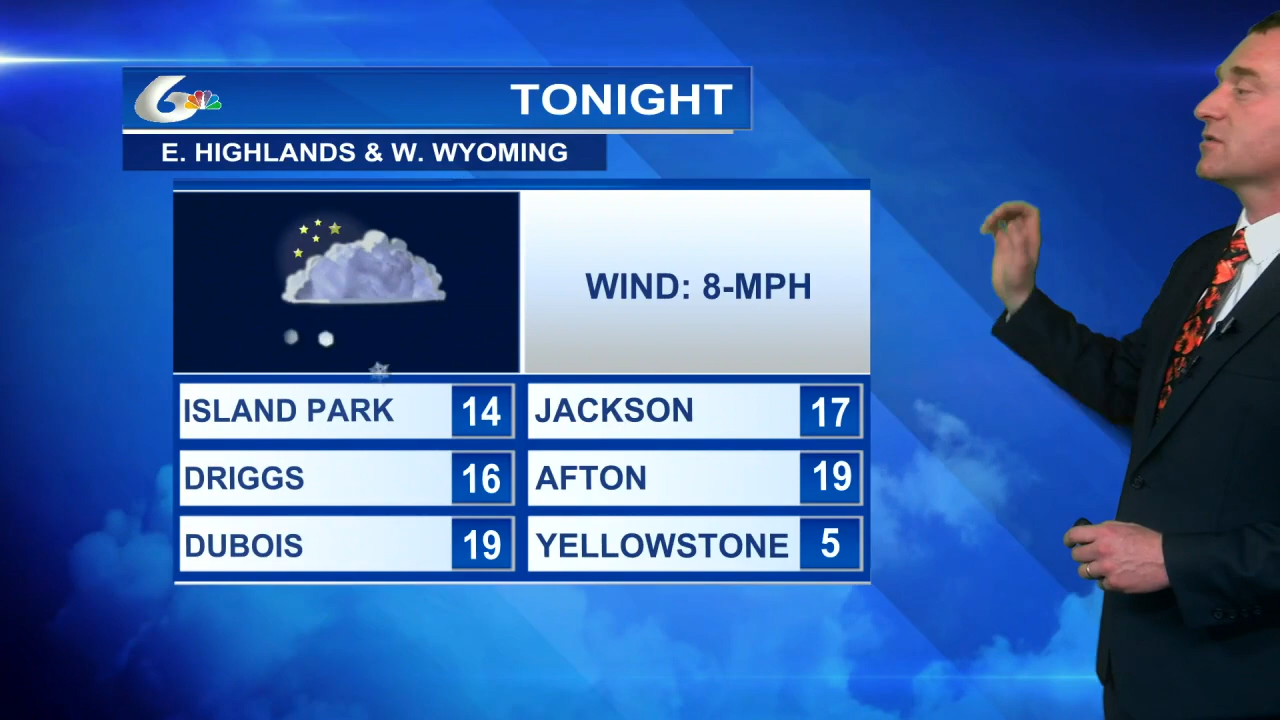 6
TONIGHT
E. HIGHLANDS & W. WYOMING
WIND: 8-MPH
ISLAND PARK 14
JACKSON 17
DRIGGS 16
AFTON 19
DUBOIS 19
YELLOWSTONE 5